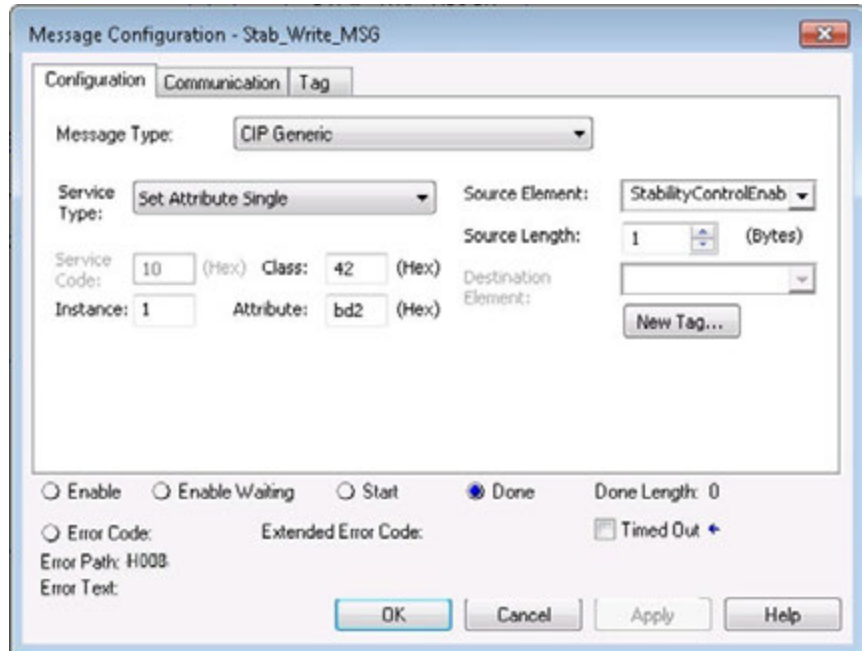 Message Configuration - Stab_Write_MSG
Configuration Communication Tag
Message Type: CIP Generic
Service Type: Set Attribute Single
Source Element: StabilityControlEnab
Source Length: 1 (Bytes)
Service Code: 10 (Hex) Class: 42 (Hex)
Destination Element:
Instance: 1 Attribute: bd2 (Hex)
New Tag...
Enable Enable Waiting Start Done Done Length: 0
Error Code: Extended Error Code: Timed Out
Error Path: H008
Error Text:
OK Cancel Apply Help